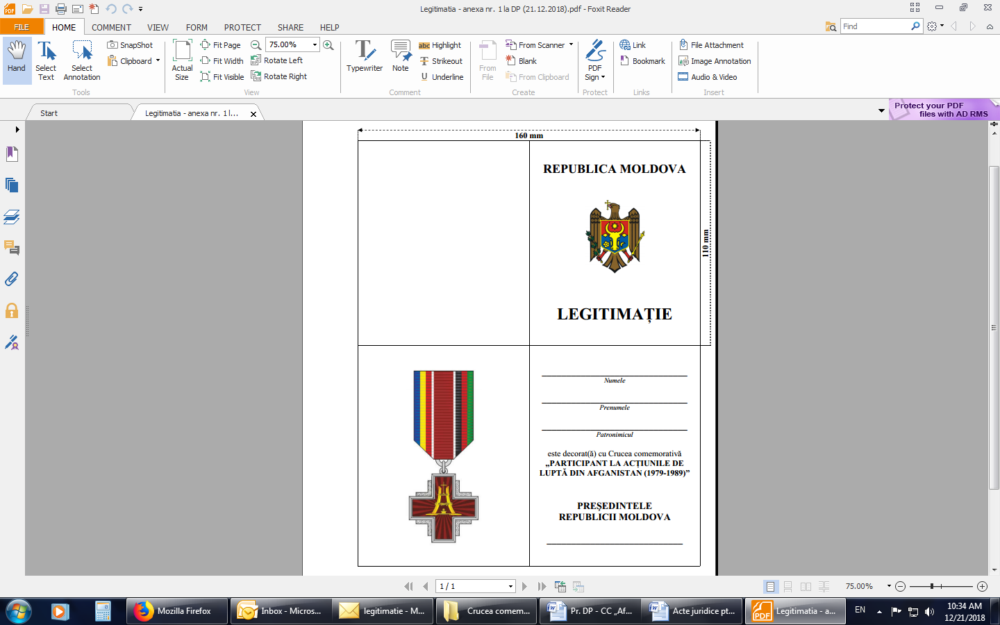 Legitimatia - anexa nr. 1 la DP (21.12.2018).pdf - Foxit Reader
FILE HOME COMMENT VIEW FORM PROTECT SHARE HELP
Find
Hand
Select Text
Select Annotation
SnapShot
Clipboard
Tools
Actual Size
Fit Page
Fit Width
Fit Visible
75.00%
Rotate Left
Rotate Right
View
Typewriter
Note
abc Highlight
Strikeout
Underline
Comment
From File
From Scanner
Blank
From Clipboard
Create
PDF Sign
Protect
Link
Bookmark
Links
File Attachment
Image Annotation
Audio & Video
Insert
Start
Legitimatia - anexa nr. 1 l...
Protect your PDF
files with AD RMS
160 mm
110 mm
REPUBLICA MOLDOVA
LEGITIMAȚIE
Numele
Prenumele
Patronimicul
este decorat(ă) cu Crucea comemorativă
„PARTICIPANT LA ACȚIUNILE DE
LUPTĂ DIN AFGANISTAN (1979-1989)”
PREȘEDINTELE
REPUBLICII MOLDOVA
1 / 1
75.00%
Mozilla Firefox
Inbox - Micros...
legitimatie - M...
Crucea comem...
Pr. DP - CC „Af...
Acte juridice pt...
PDF
Legitimatia - a...
EN
10:34 AM
12/21/2018